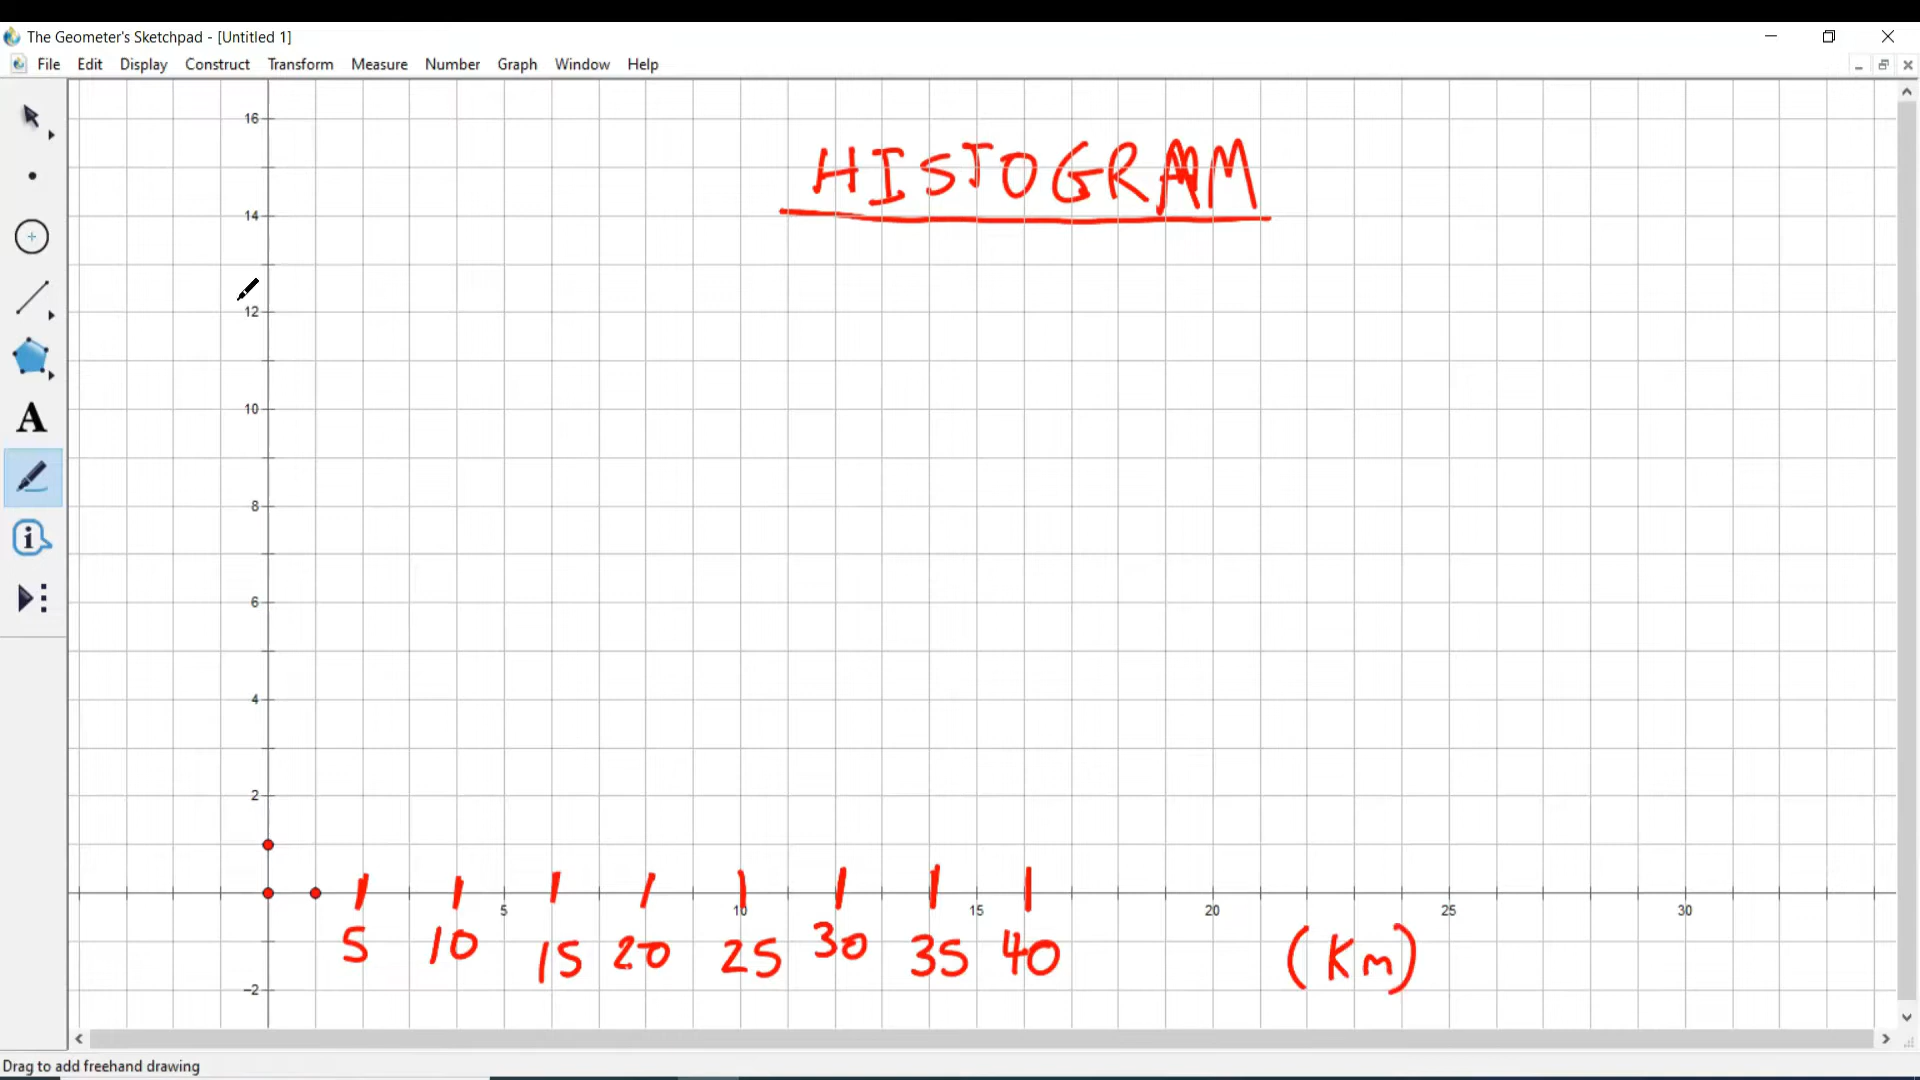 The Geometer's Sketchpad - [Untitled 1]
File Edit Display Construct Transform Measure Number Graph Window Help
HISTOGRAM
16
14
12
10
8
6
4
2
5 10 15 20 25 30
5 10 15 20 25 30 35 40 (Km)
-2
A
i
Drag to add freehand drawing